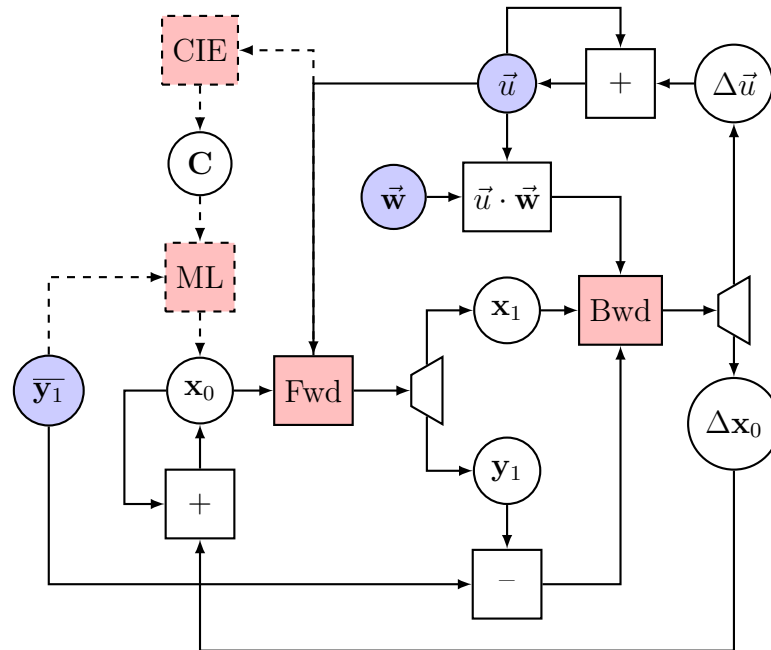 CIE
u⃗
+
Δu⃗
C
w⃗
u⃗ · w⃗
ML
x₁
Bwd
y̅₁
x₀
Fwd
Δx₀
y₁
+
−